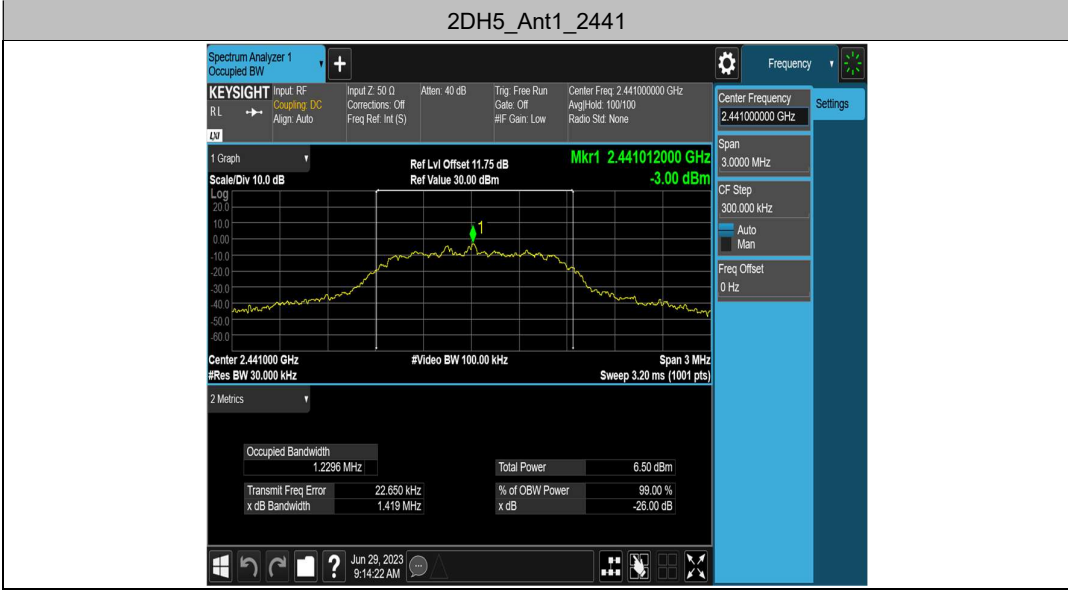 2DH5_Ant1_2441
Spectrum Analyzer 1
Occupied BW
+
Frequency
KEYSIGHT
RL
LXI
Input: RF
Coupling: DC
Align: Auto
Input Z: 50 Ω
Corrections: Off
Freq Ref: Int (S)
Atten: 40 dB
Trig: Free Run
Gate: Off
#IF Gain: Low
Center Freq: 2.441000000 GHz
Avg|Hold: 100/100
Radio Std: None
Center Frequency
2.441000000 GHz
Settings
Span
3.0000 MHz
CF Step
300.000 kHz
Auto
Man
Freq Offset
0 Hz
1 Graph
Ref Lvl Offset 11.75 dB
Mkr1 2.441012000 GHz
Scale/Div 10.0 dB
Ref Value 30.00 dBm
-3.00 dBm
Log
20.0
10.0
0.00
-10.0
-20.0
-30.0
-40.0
-50.0
-60.0
1
Center 2.441000 GHz
#Video BW 100.00 kHz
Span 3 MHz
#Res BW 30.000 kHz
Sweep 3.20 ms (1001 pts)
2 Metrics
Occupied Bandwidth
1.2296 MHz
Total Power 6.50 dBm
Transmit Freq Error 22.650 kHz
% of OBW Power 99.00 %
x dB Bandwidth 1.419 MHz
x dB -26.00 dB
?
Jun 29, 2023
9:14:22 AM